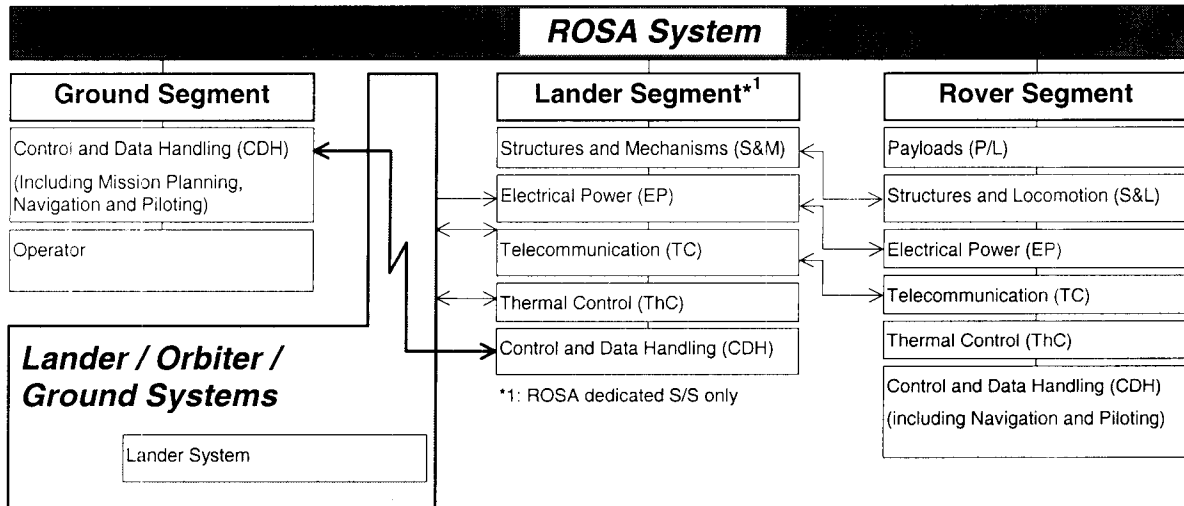 ROSA System
Ground Segment
Control and Data Handling (CDH)
(Including Mission Planning,
Navigation and Piloting)
Operator
Lander / Orbiter /
Ground Systems
Lander System
Lander Segment*1
Structures and Mechanisms (S&M)
Electrical Power (EP)
Telecommunication (TC)
Thermal Control (ThC)
Control and Data Handling (CDH)
*1: ROSA dedicated S/S only
Rover Segment
Payloads (P/L)
Structures and Locomotion (S&L)
Electrical Power (EP)
Telecommunication (TC)
Thermal Control (ThC)
Control and Data Handling (CDH)
(including Navigation and Piloting)